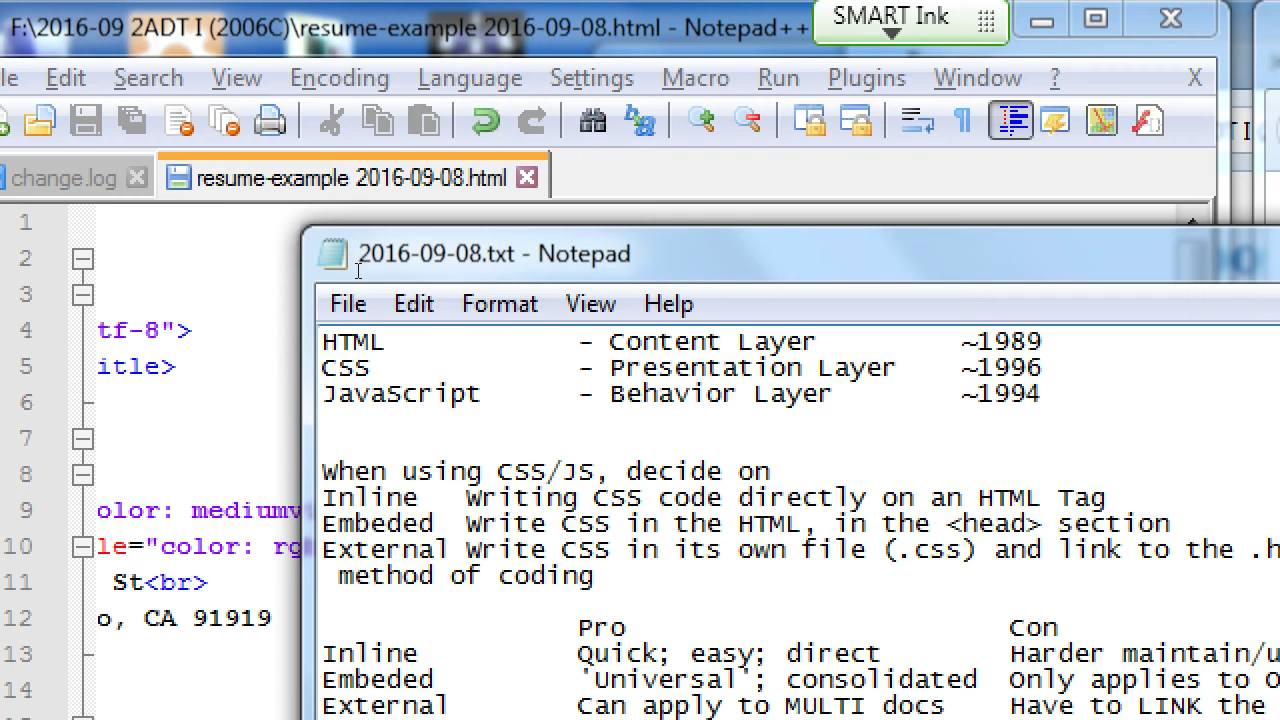 F:\2016-09 2ADT I (2006C)\resume-example 2016-09-08.html - Notepad++
SMART Ink
le Edit Search View Encoding Language Settings Macro Run Plugins Window ? X
change.log
resume-example 2016-09-08.html
1
2
3
4 tf-8">
5 itle>
6
7
8
9 olor: mediumv
10 le="color: rg
11 St<br>
12 o, CA 91919
13
14
2016-09-08.txt - Notepad
File Edit Format View Help
HTML - Content Layer ~1989
CSS - Presentation Layer ~1996
JavaScript - Behavior Layer ~1994
When using CSS/JS, decide on
Inline Writing CSS code directly on an HTML Tag
Embeded Write CSS in the HTML, in the <head> section
External Write CSS in its own file (.css) and link to the .h
method of coding
Pro Con
Inline Quick; easy; direct Harder maintain/u
Embeded 'Universal'; consolidated Only applies to O
External Can apply to MULTI docs Have to LINK the